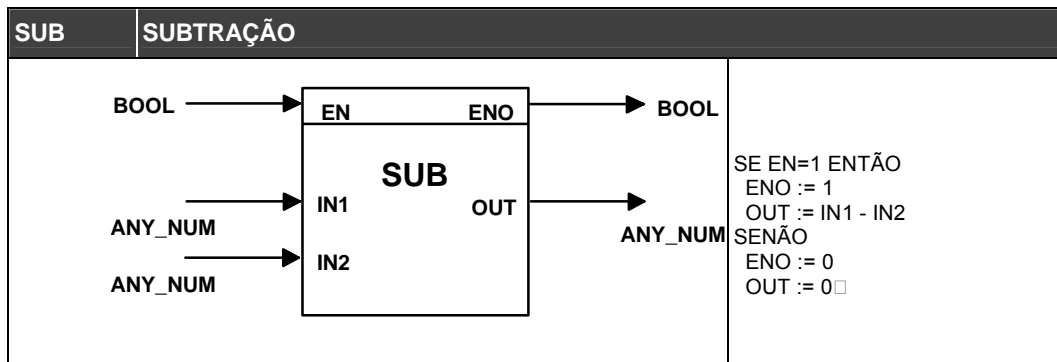 SUB SUBTRAÇÃO
BOOL EN ENO BOOL
SUB
IN1 OUT
ANY_NUM ANY_NUM
IN2
ANY_NUM
SE EN=1 ENTÃO
ENO := 1
OUT := IN1 - IN2
SENÃO
ENO := 0
OUT := 0□